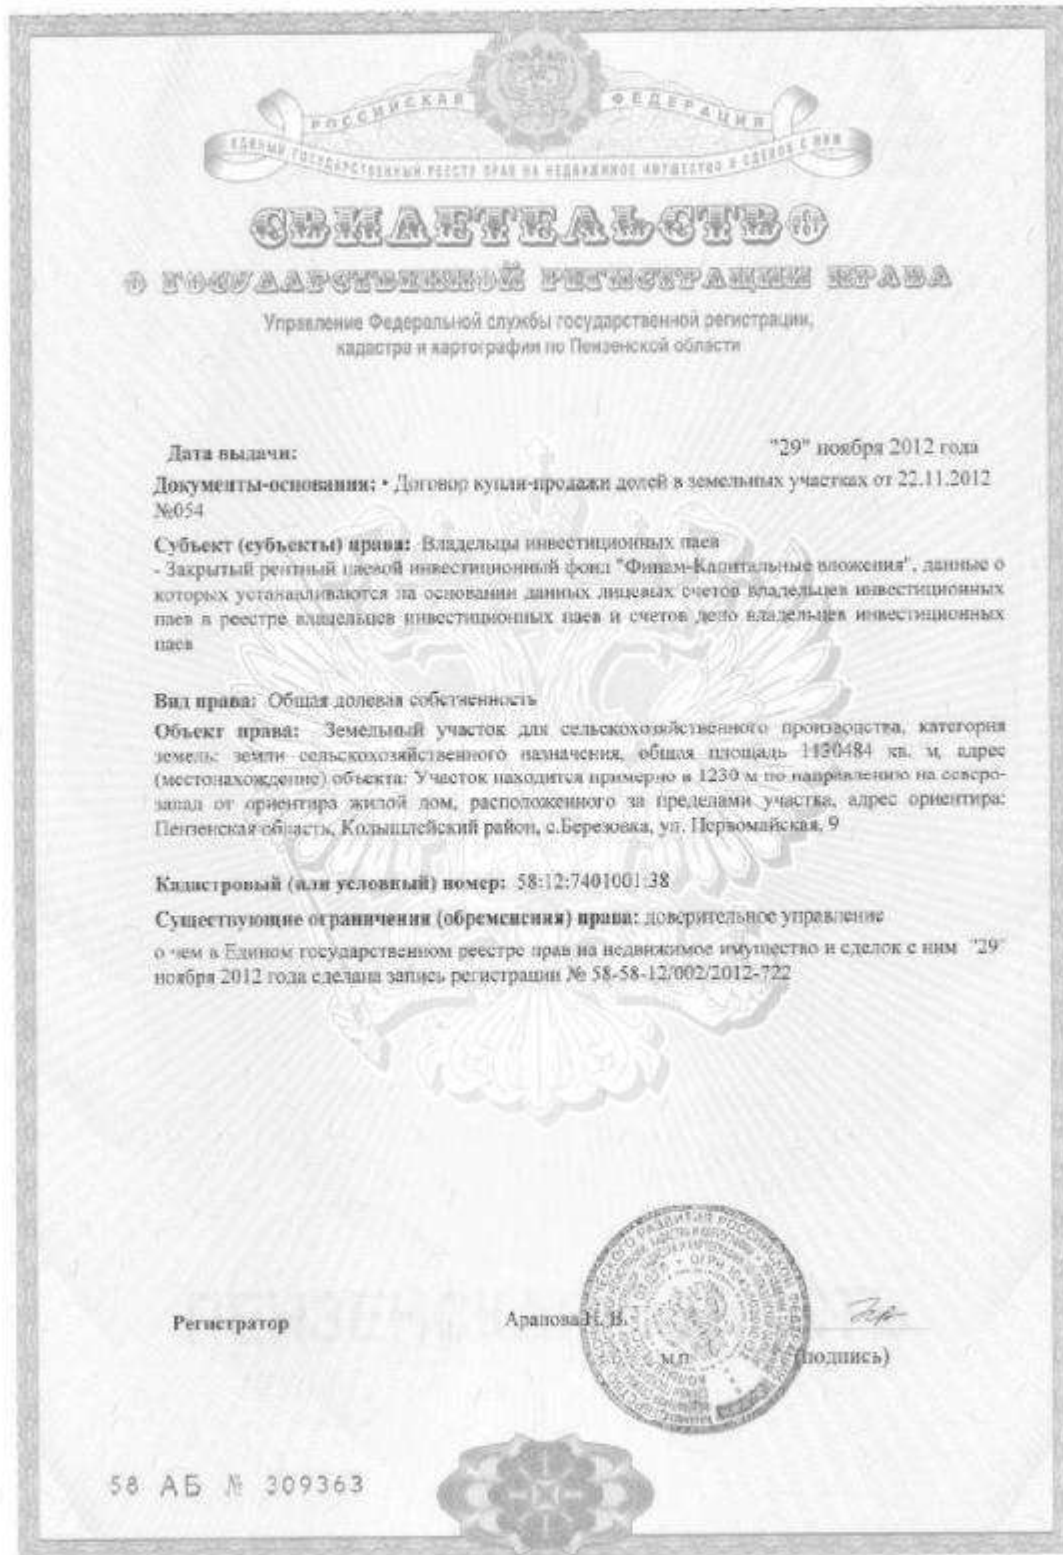 РОССИЙСКАЯ ФЕДЕРАЦИЯ
ЕДИНЫЙ ГОСУДАРСТВЕННЫЙ РЕЕСТР ПРАВ НА НЕДВИЖИМОЕ ИМУЩЕСТВО И СДЕЛОК С НИМ
СВИДЕТЕЛЬСТВО
О ГОСУДАРСТВЕННОЙ РЕГИСТРАЦИИ ПРАВА
Управление Федеральной службы государственной регистрации,
кадастра и картографии по Пензенской области
Дата выдачи: "29" ноября 2012 года
Документы-основания: • Договор купли-продажи долей в земельных участках от 22.11.2012
№054
Субъект (субъекты) права: Владельцы инвестиционных паев
- Закрытый рентный паевой инвестиционный фонд "Финам-Капитальные вложения", данные о
которых устанавливаются на основании данных лицевых счетов владельцев инвестиционных
паев в реестре владельцев инвестиционных паев и счетов депо владельцев инвестиционных
паев
Вид права: Общая долевая собственность
Объект права: Земельный участок для сельскохозяйственного производства, категория
земель: земли сельскохозяйственного назначения, общая площадь 1130484 кв. м, адрес
(местонахождение) объекта: Участок находится примерно в 1230 м по направлению на северо-
запад от ориентира жилой дом, расположенного за пределами участка, адрес ориентира:
Пензенская область, Колышлейский район, с.Березовка, ул. Первомайская, 9
Кадастровый (или условный) номер: 58:12:7401001:38
Существующие ограничения (обременения) права: доверительное управление
о чем в Едином государственном реестре прав на недвижимое имущество и сделок с ним "29"
ноября 2012 года сделана запись регистрации № 58-58-12/002/2012-722
Регистратор Арапова Н. В.
м.п. (подпись)
58 АБ № 309363